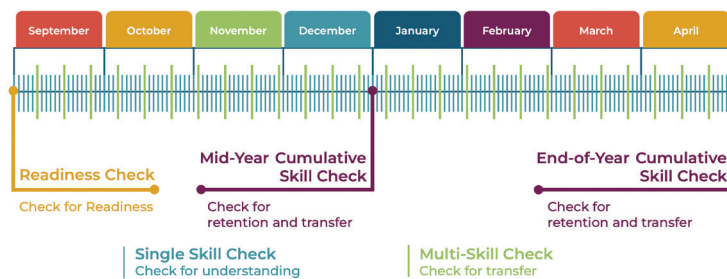 September October November December January February March April
Readiness Check
Check for Readiness
Mid-Year Cumulative
Skill Check
Check for
retention and transfer
End-of-Year Cumulative
Skill Check
Check for
retention and transfer
Single Skill Check
Check for understanding
Multi-Skill Check
Check for transfer